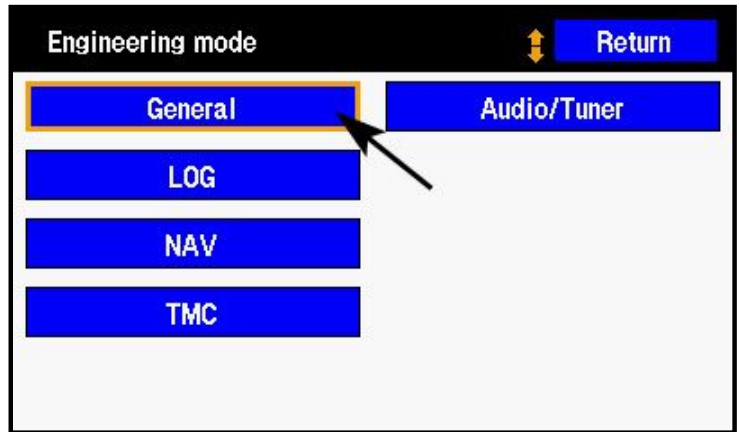 Engineering mode
Return
General
Audio/Tuner
LOG
NAV
TMC